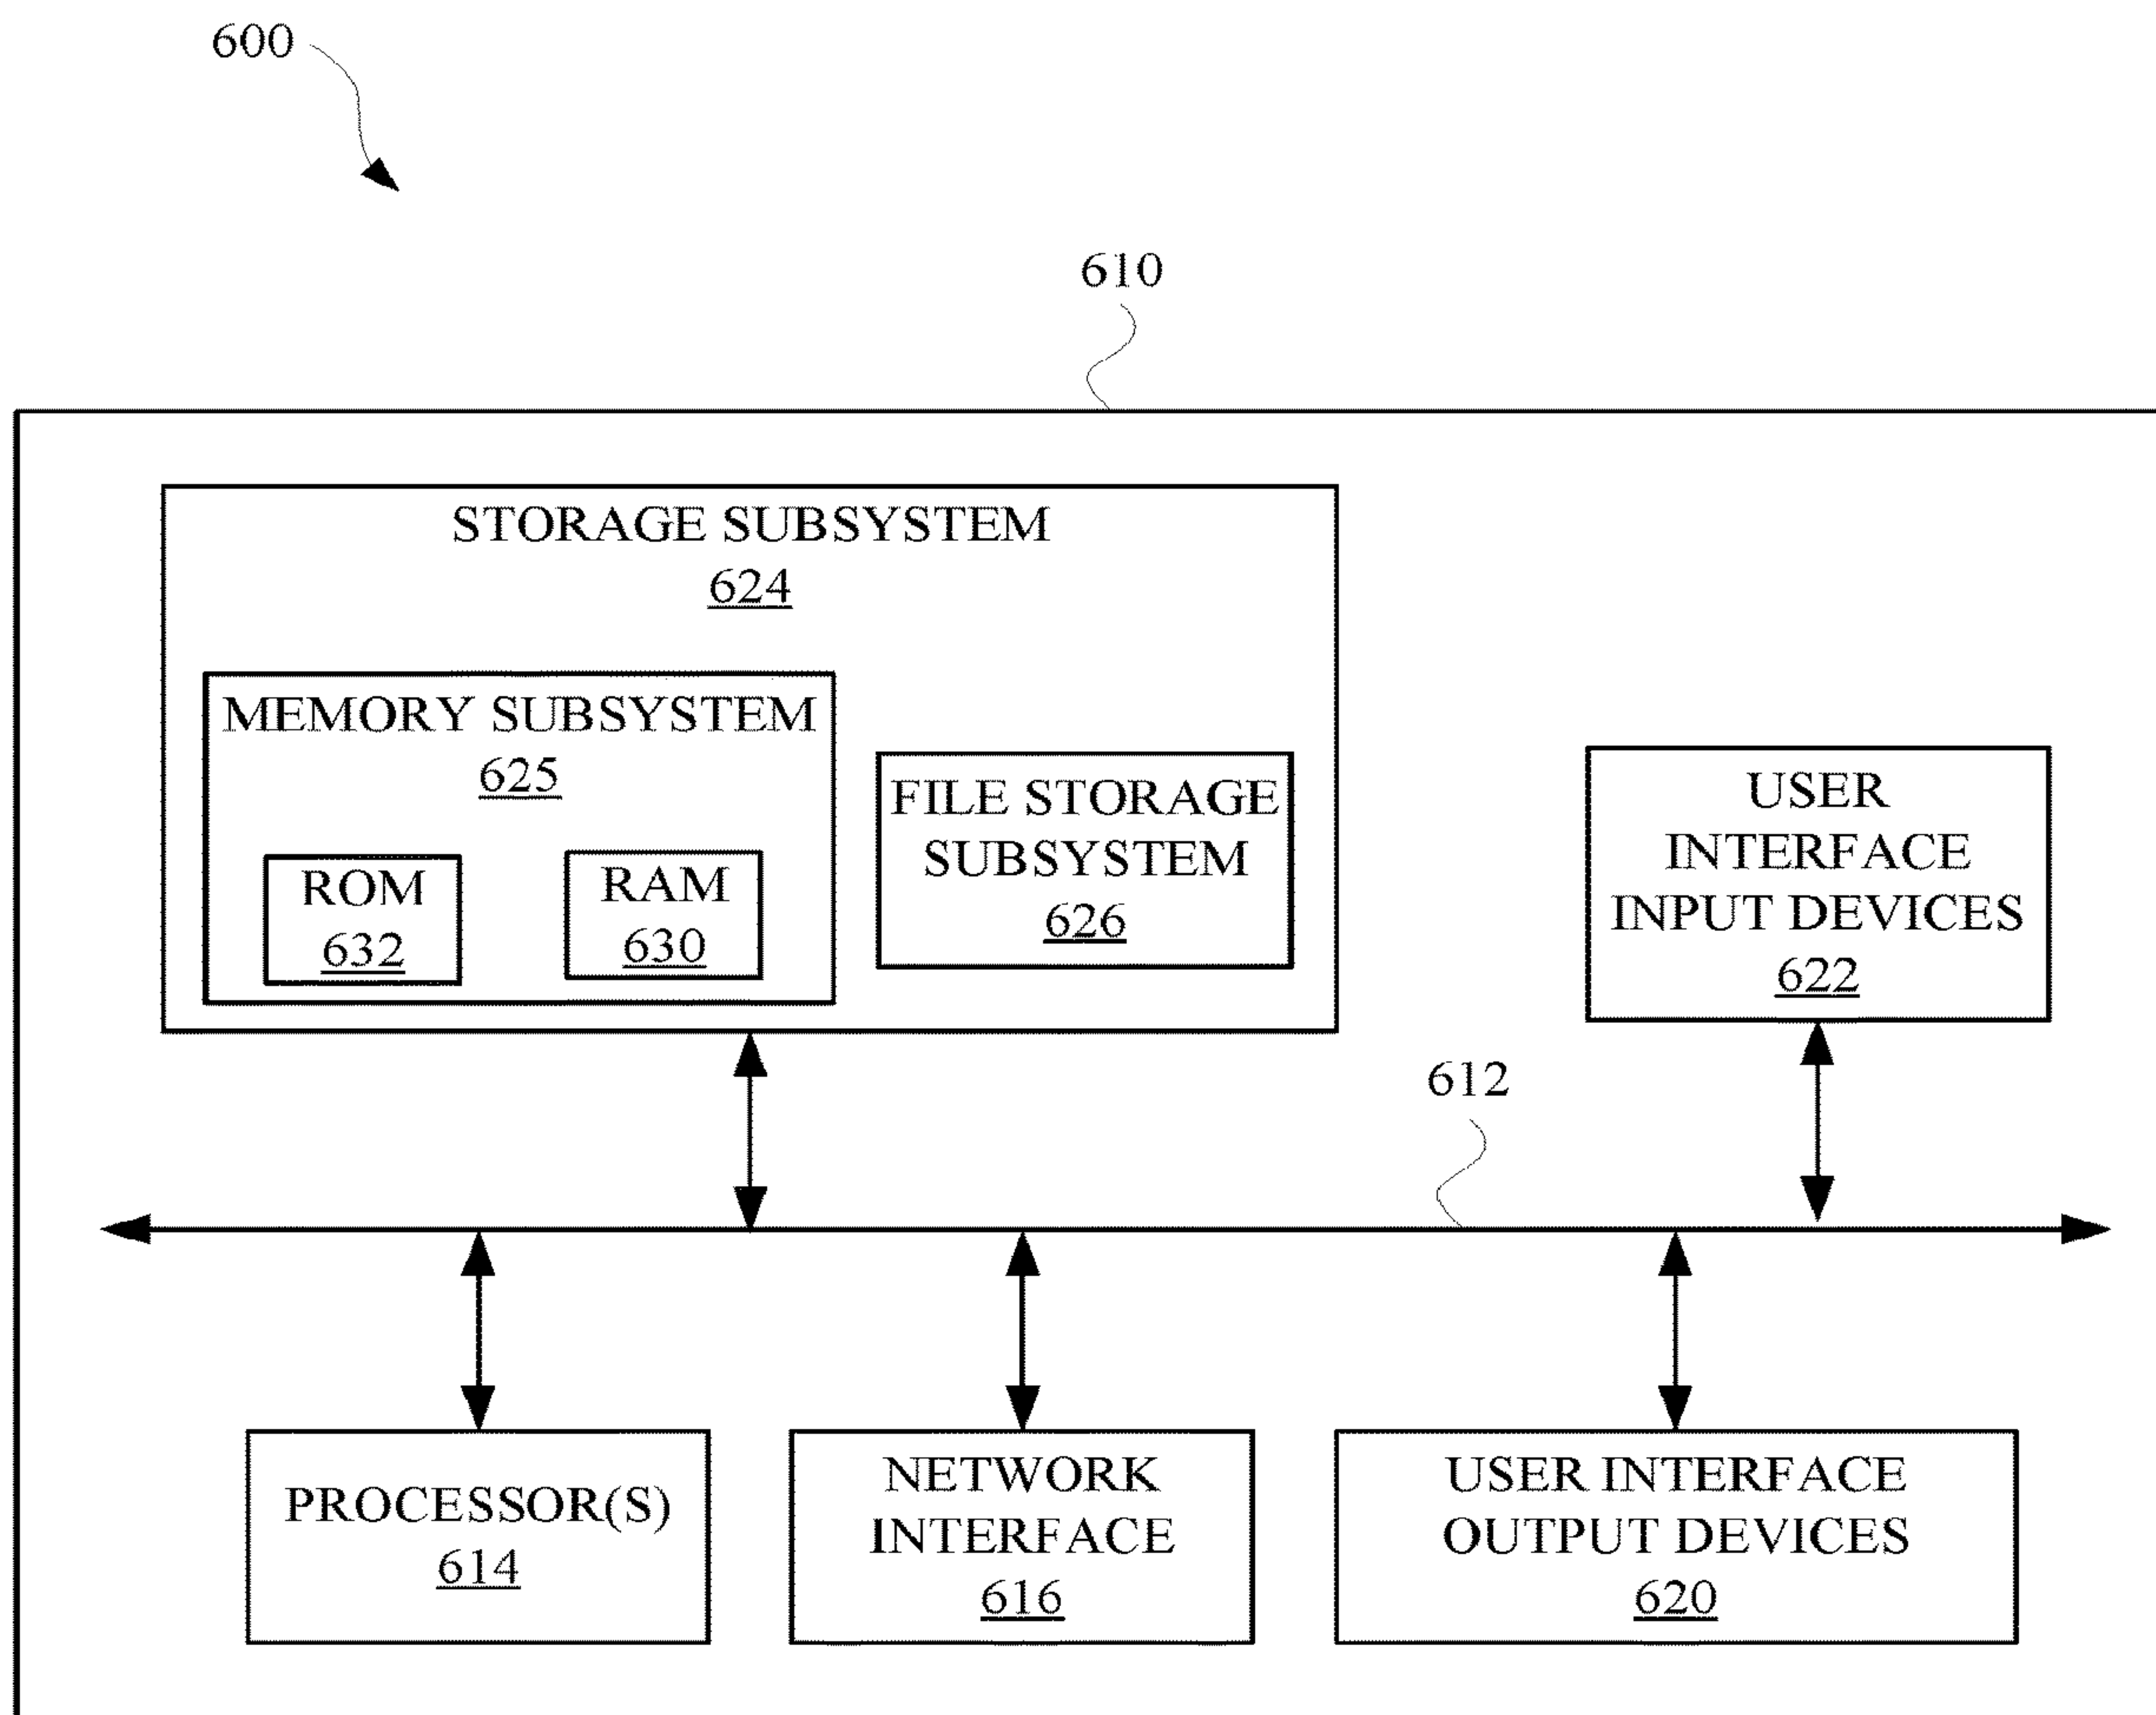 600
610
STORAGE SUBSYSTEM
624
MEMORY SUBSYSTEM
625
ROM
632
RAM
630
FILE STORAGE
SUBSYSTEM
626
USER
INTERFACE
INPUT DEVICES
622
612
PROCESSOR(S)
614
NETWORK
INTERFACE
616
USER INTERFACE
OUTPUT DEVICES
620